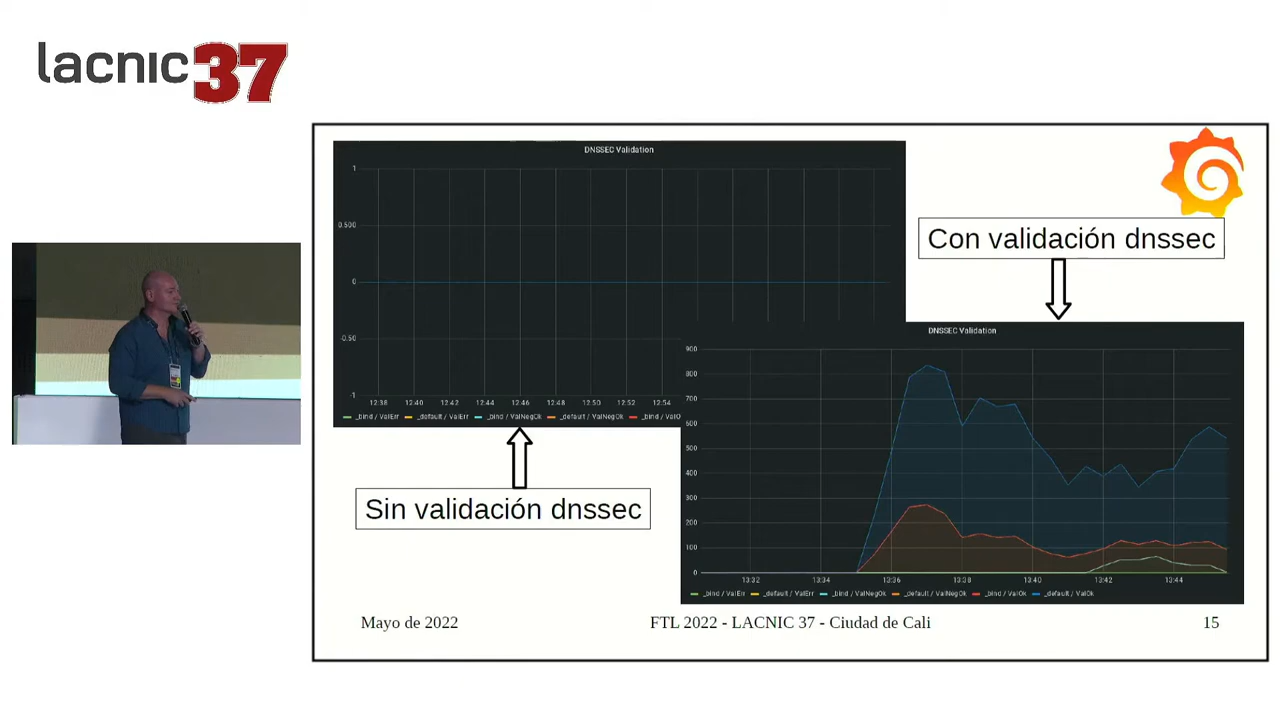 lacnic 37
DNSSEC Validation
1
0.500
0
-0.50
-1
12:38 12:40 12:42 12:44 12:46 12:48 12:50 12:52 12:54
_bind / ValErr _default / ValErr _bind / ValNegOk _default / ValNegOk _bind / ValO
Con validación dnssec
Sin validación dnssec
DNSSEC Validation
900
800
700
600
500
400
300
200
100
0
13:32 13:34 13:36 13:38 13:40 13:42 13:44
_bind / ValErr _default / ValErr _bind / ValNegOk _default / ValNegOk _bind / ValOk _default / ValOk
Mayo de 2022 FTL 2022 - LACNIC 37 - Ciudad de Cali 15